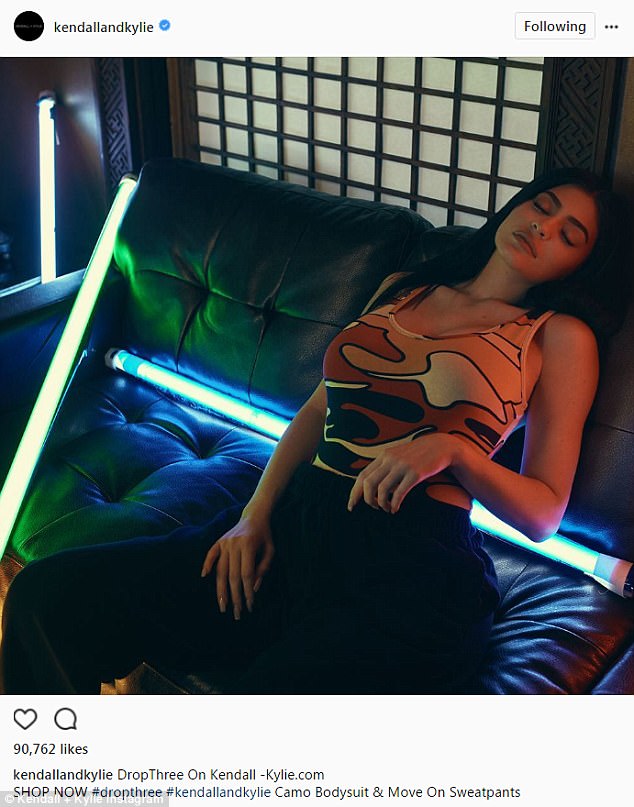 kendallandkylie
Following
90,762 likes
kendallandkylie DropThree On Kendall -Kylie.com
SHOP NOW #dropthree #kendallandkylie Camo Bodysuit & Move On Sweatpants
© Kendall + Kylie Instagram